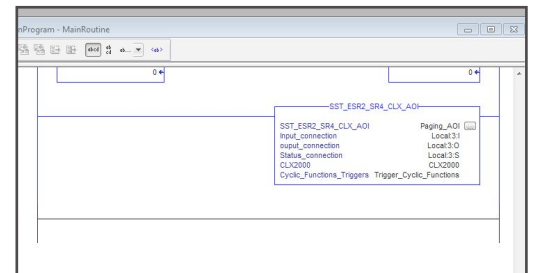 nProgram - MainRoutine
0
0
SST_ESR2_SR4_CLX_AOI
SST_ESR2_SR4_CLX_AOI Paging_AOI ...
Input_connection Local:3:I
ouput_connection Local:3:O
Status_connection Local:3:S
CLX2000 CLX2000
Cyclic_Functions_Triggers Trigger_Cyclic_Functions